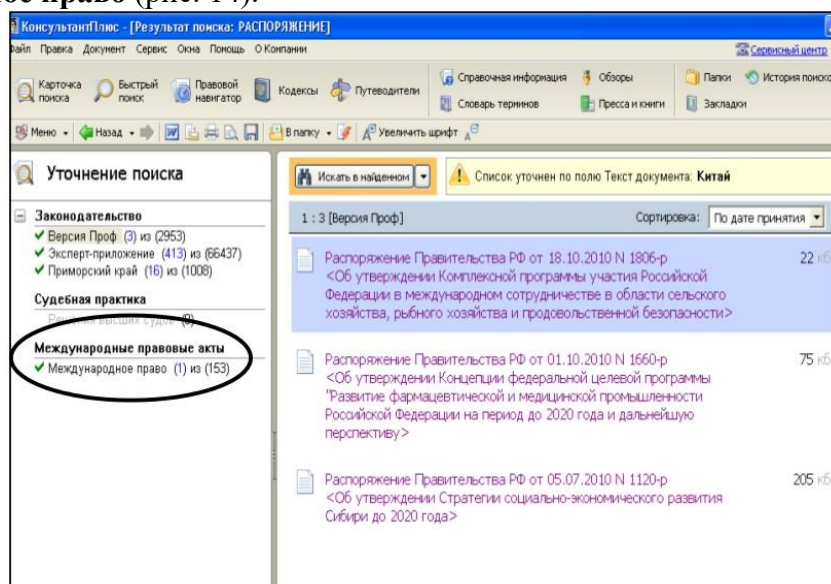 ое право (рис. 14).
КонсультантПлюс - [Результат поиска: РАСПОРЯЖЕНИЕ]
Файл Правка Документ Сервис Окна Помощь О Компании
Сервисный центр
Карточка поиска
Быстрый поиск
Правовой навигатор
Кодексы
Путеводители
Справочная информация
Словарь терминов
Обзоры
Пресса и книги
Папки
История поиско
Закладки
Меню
Назад
В папку
Увеличить шрифт
Уточнение поиска
Законодательство
Версия Проф (3) из (2953)
Эксперт-приложение (413) из (66437)
Приморский край (16) из (1008)
Судебная практика
Решения высших судов (0)
Международные правовые акты
Международное право (1) из (153)
Искать в найденном
Список уточнен по полю Текст документа: Китай
1 : 3 [Версия Проф]
Сортировка: По дате принятия
Распоряжение Правительства РФ от 18.10.2010 N 1806-р
22 кб
<Об утверждении Комплексной программы участия Российской
Федерации в международном сотрудничестве в области сельского
хозяйства, рыбного хозяйства и продовольственной безопасности>
Распоряжение Правительства РФ от 01.10.2010 N 1660-р
75 кб
<Об утверждении Концепции федеральной целевой программы
"Развитие фармацевтической и медицинской промышленности
Российской Федерации на период до 2020 года и дальнейшую
перспективу>
Распоряжение Правительства РФ от 05.07.2010 N 1120-р
205 кб
<Об утверждении Стратегии социально-экономического развития
Сибири до 2020 года>